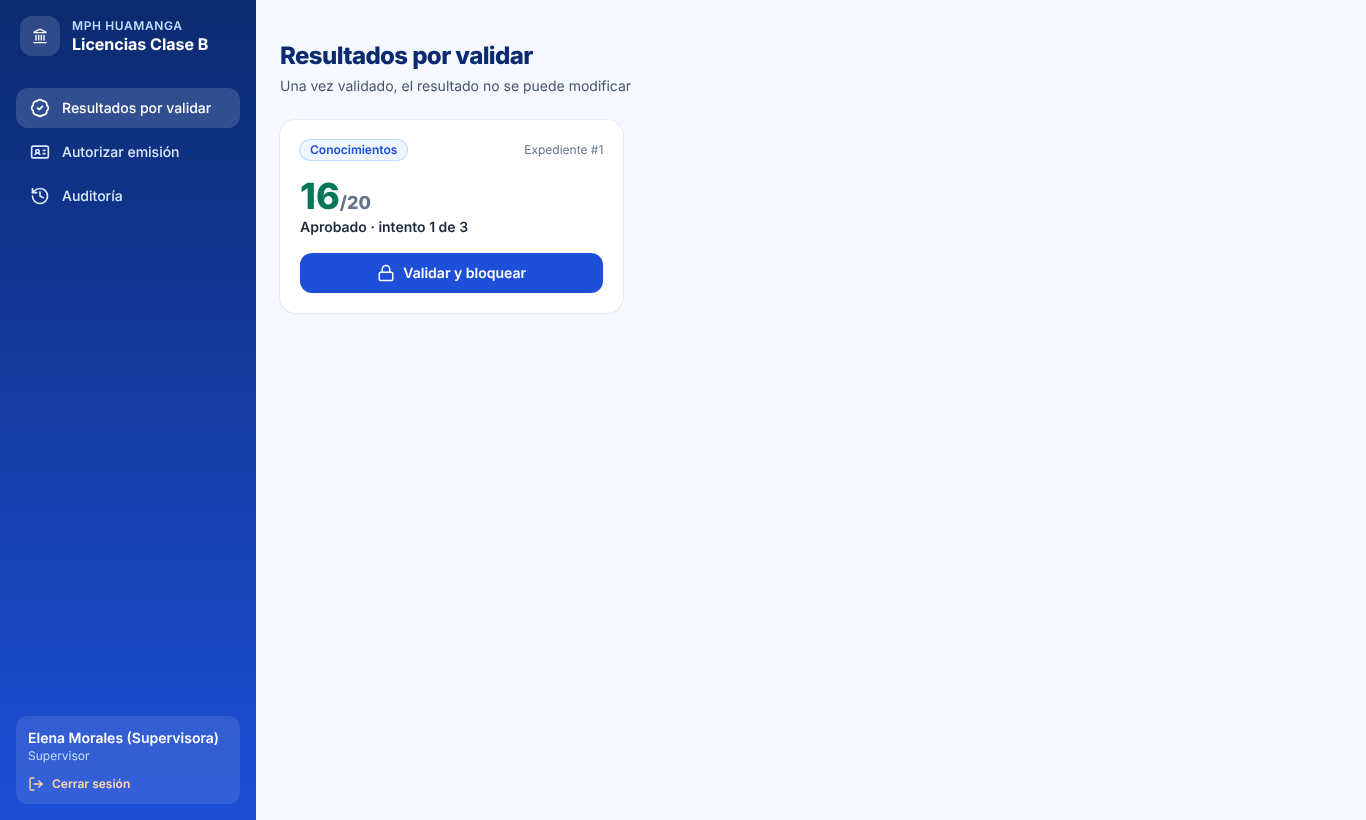 MPH HUAMANGA
Licencias Clase B
Resultados por validar
Autorizar emisión
Auditoría
Elena Morales (Supervisora)
Supervisor
Cerrar sesión
Resultados por validar
Una vez validado, el resultado no se puede modificar
Conocimientos
Expediente #1
16/20
Aprobado · intento 1 de 3
Validar y bloquear